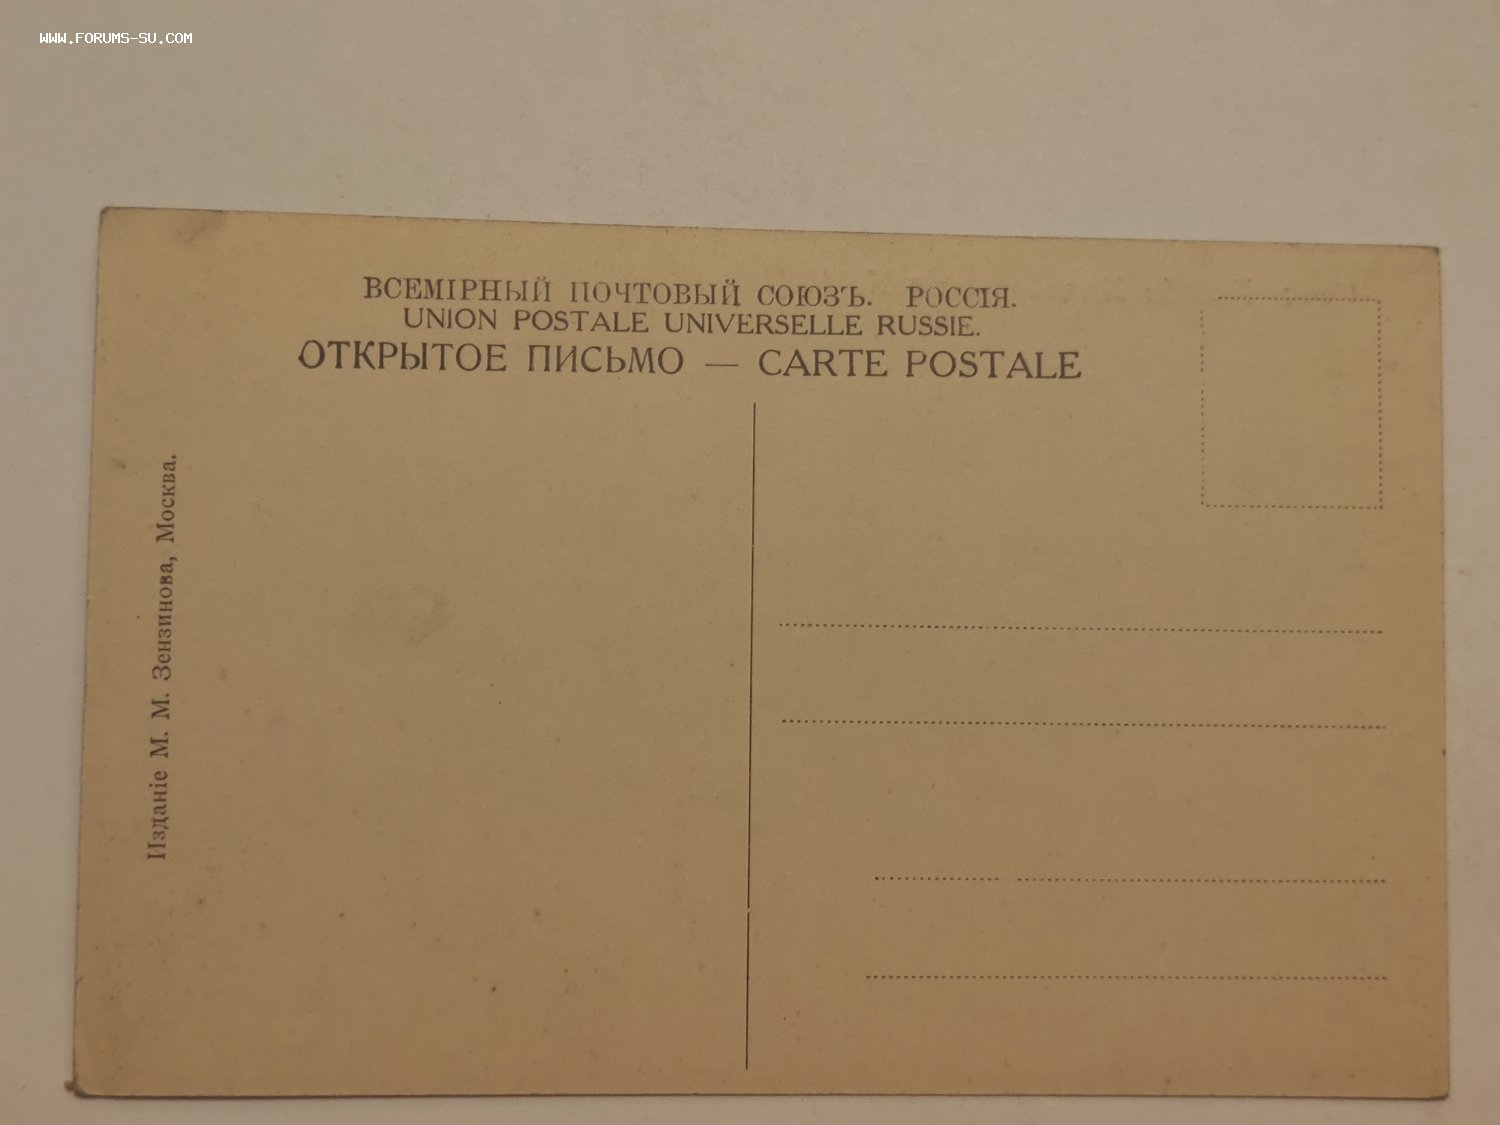 WWW.FORUMS-SU.COM
ВСЕМІРНЫЙ ПОЧТОВЫЙ СОЮЗЪ. РОССІЯ.
UNION POSTALE UNIVERSELLE RUSSIE.
ОТКРЫТОЕ ПИСЬМО — CARTE POSTALE
Изданіе М. М. Зензинова, Москва.